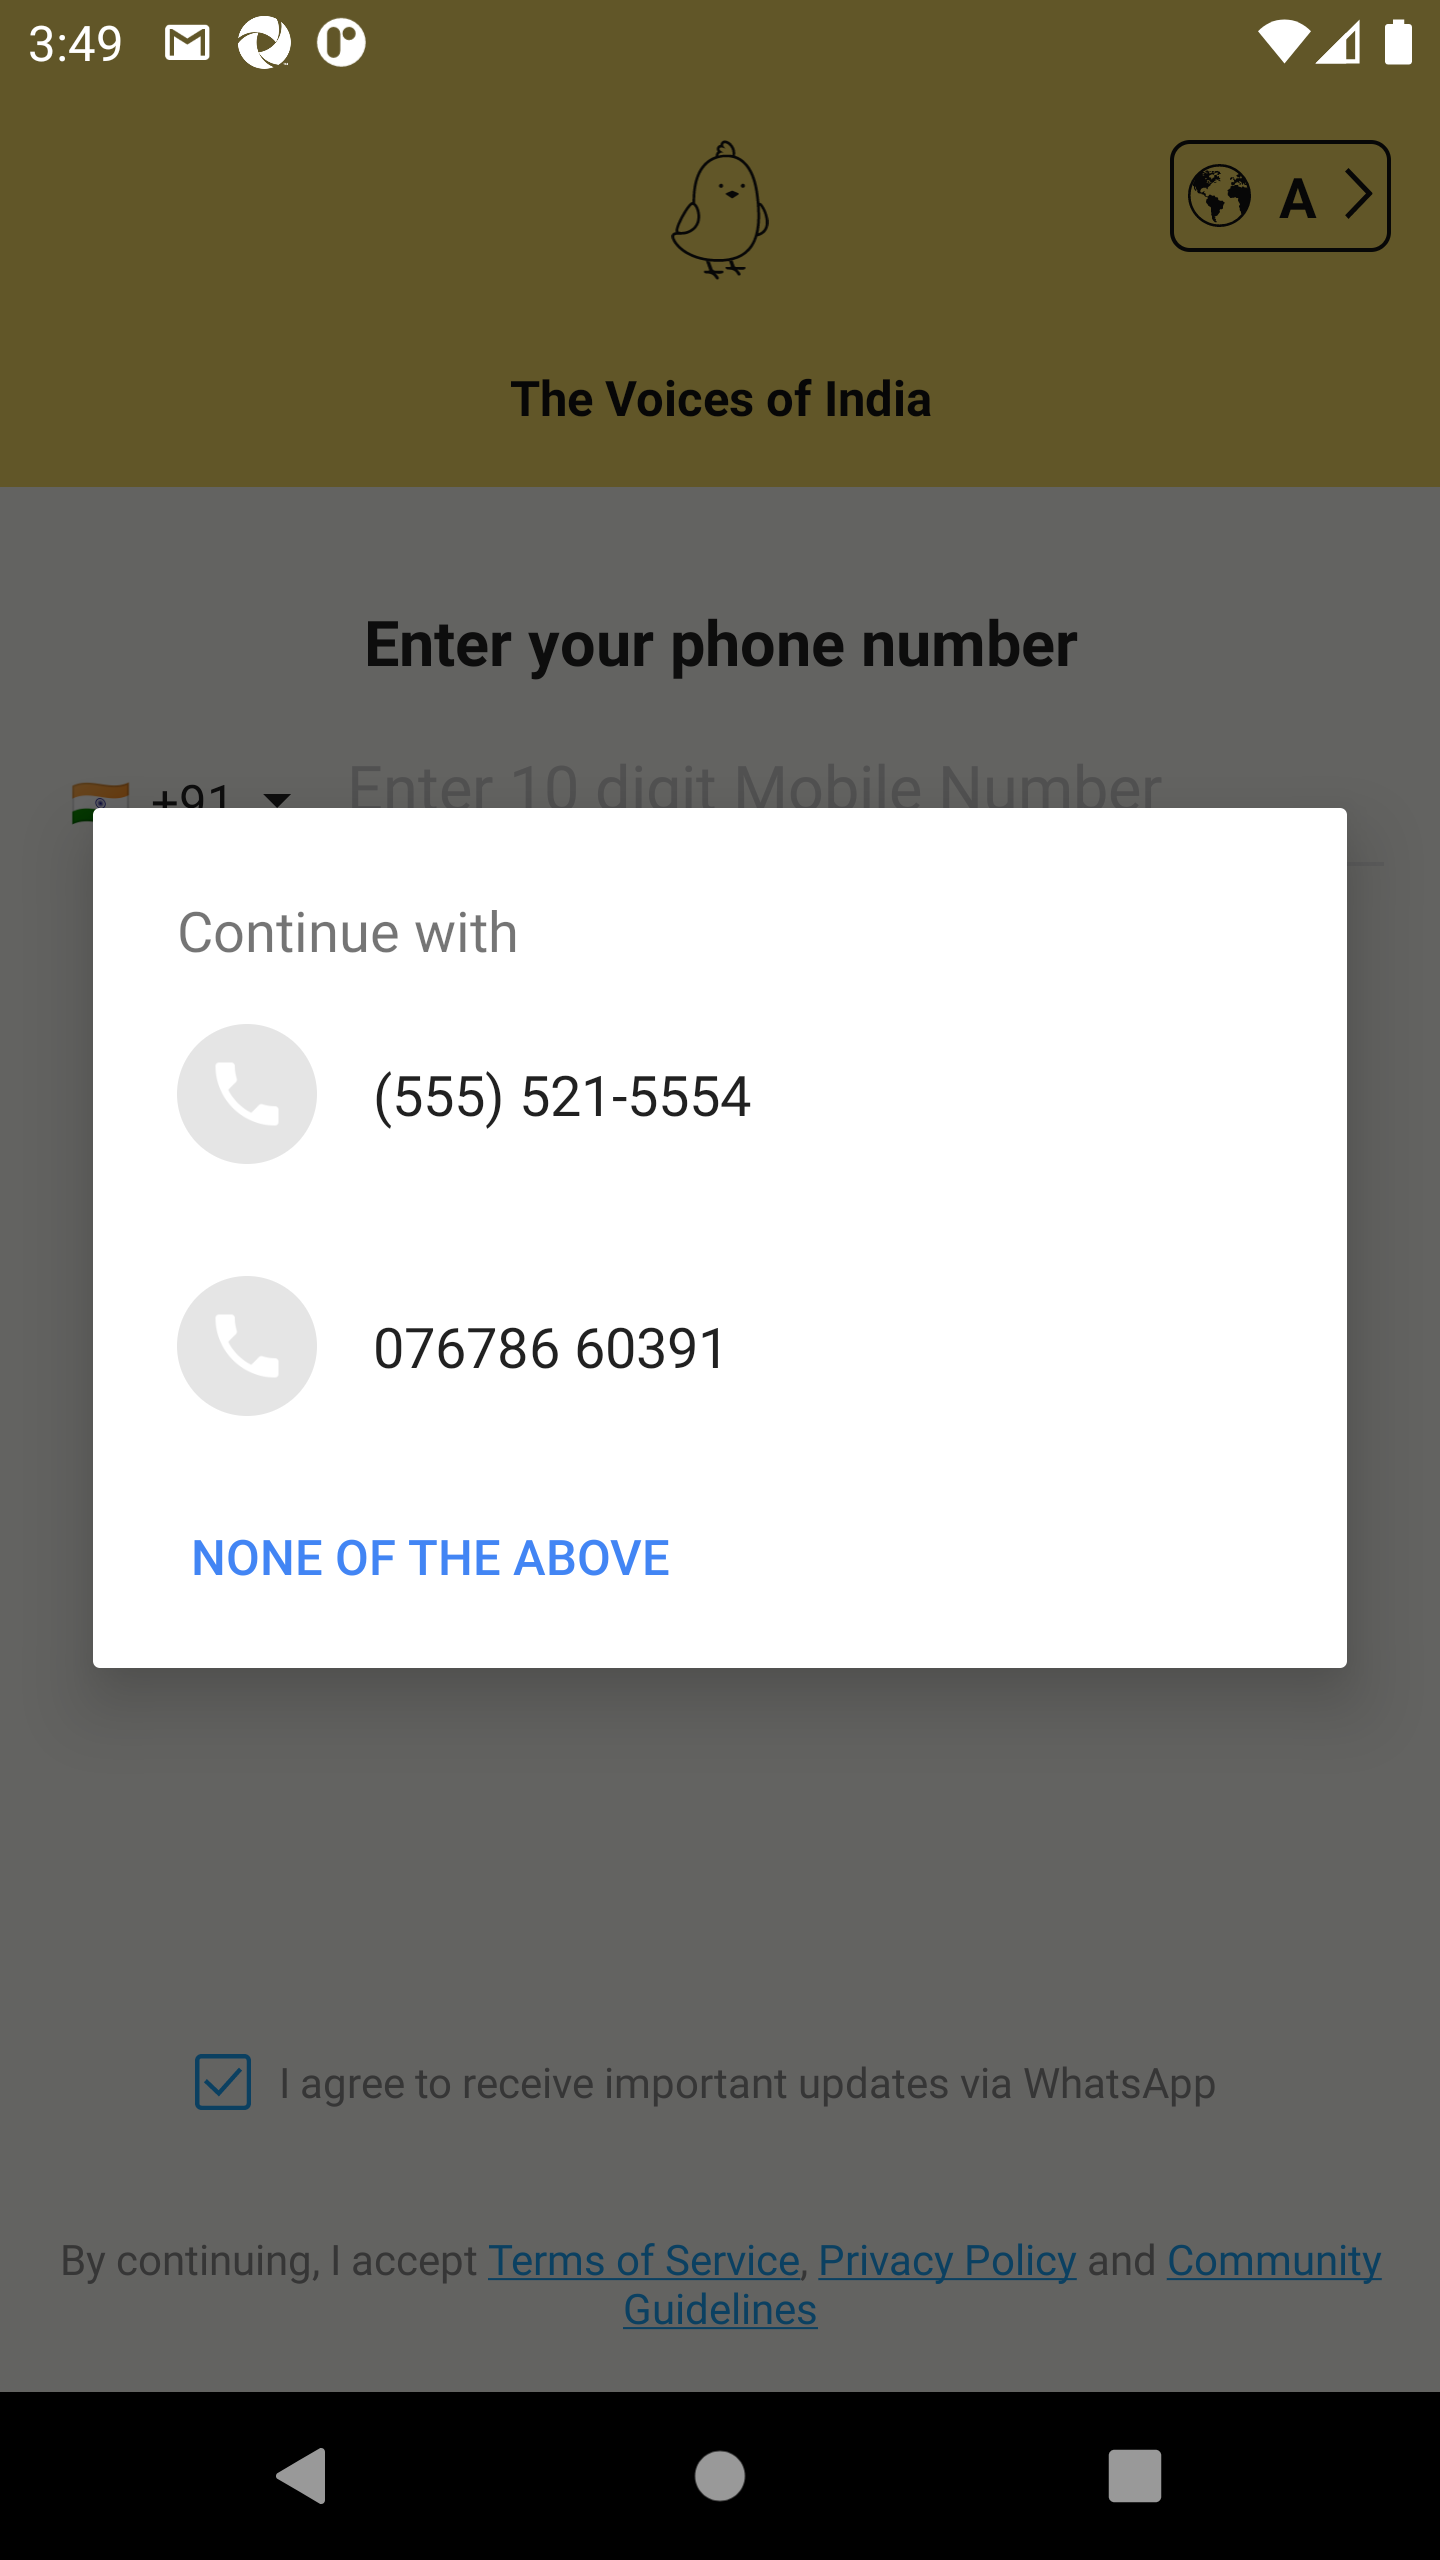 3:49
A
The Voices of India
Enter your phone number
+91
Enter 10 digit Mobile Number
Continue with
(555) 521-5554
076786 60391
NONE OF THE ABOVE
I agree to receive important updates via WhatsApp
By continuing, I accept Terms of Service, Privacy Policy and Community
Guidelines